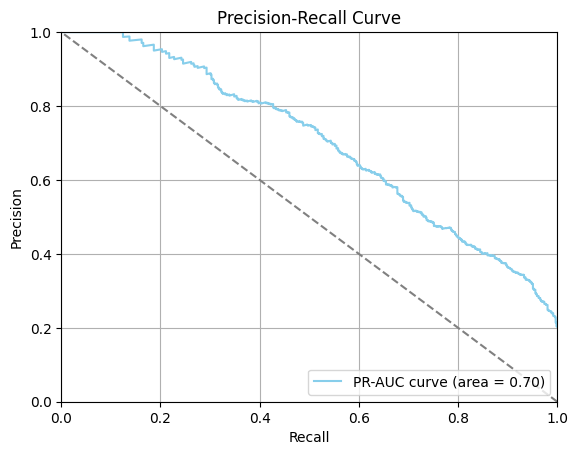 Precision-Recall Curve
Precision
1.0
0.8
0.6
0.4
0.2
0.0
PR-AUC curve (area = 0.70)
0.0 0.2 0.4 0.6 0.8 1.0
Recall